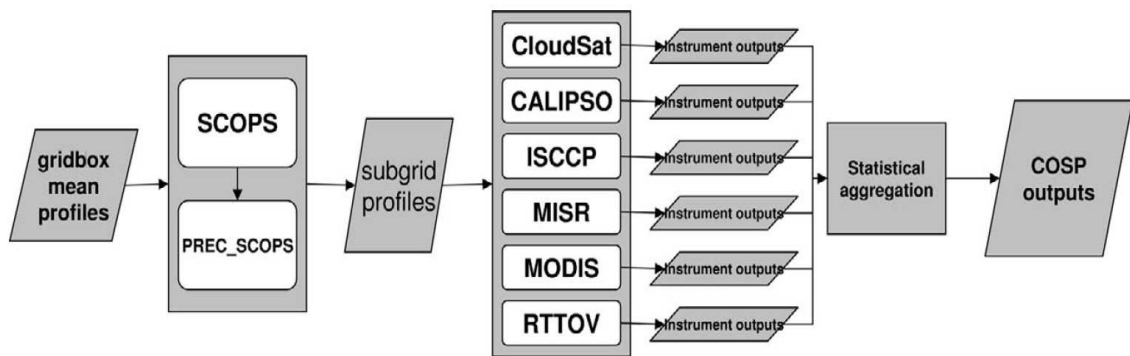 gridbox
mean
profiles
SCOPS
PREC_SCOPS
subgrid
profiles
CloudSat
Instrument outputs
CALIPSO
Instrument outputs
ISCCP
Instrument outputs
MISR
Instrument outputs
MODIS
Instrument outputs
RTTOV
Instrument outputs
Statistical
aggregation
COSP
outputs